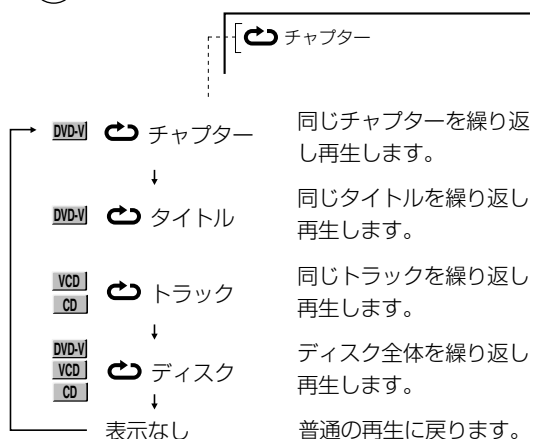 チャプター
DVD-V チャプター 同じチャプターを繰り返
し再生します。
↓
DVD-V タイトル 同じタイトルを繰り返し
再生します。
VCD
CD トラック 同じトラックを繰り返し
再生します。
↓
DVD-V
VCD
CD ディスク ディスク全体を繰り返し
再生します。
↓
表示なし 普通の再生に戻ります。